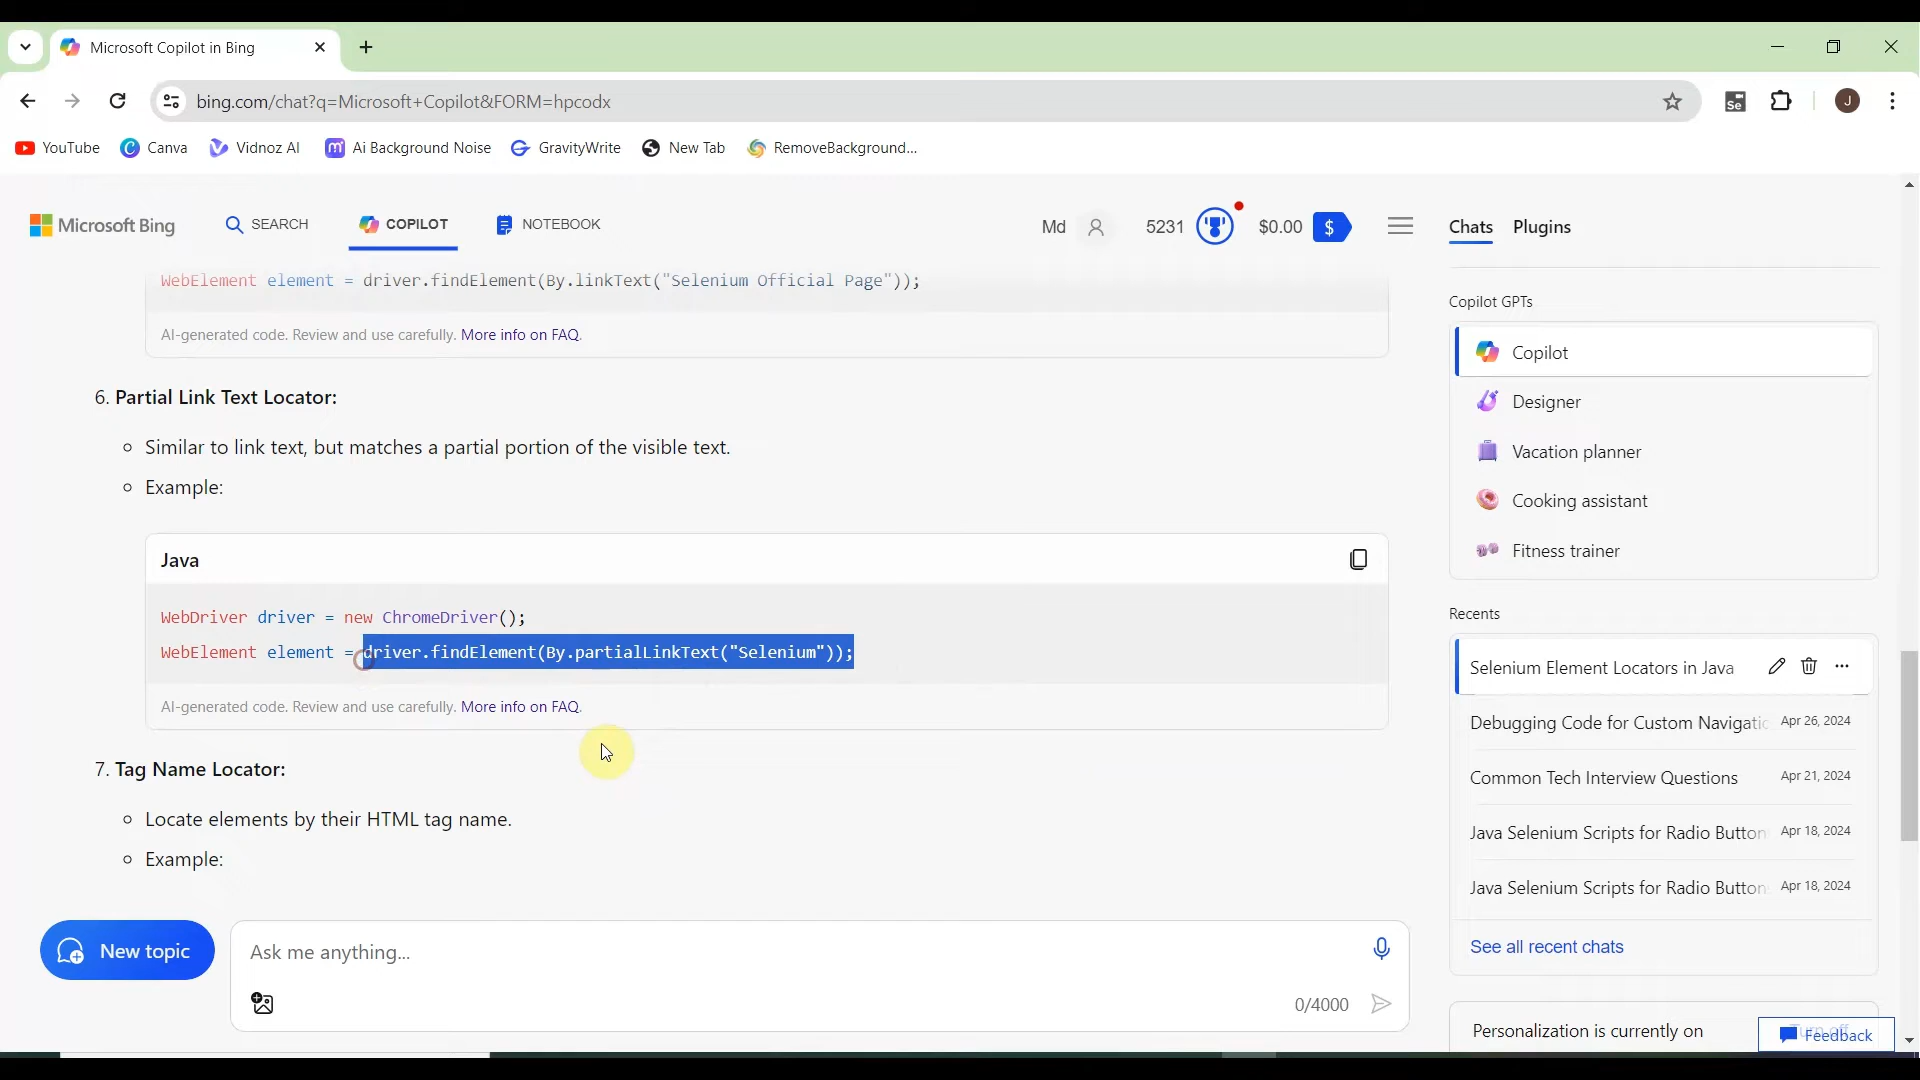 Microsoft Copilot in Bing
bing.com/chat?q=Microsoft+Copilot&FORM=hpcodx
Se
J
YouTube
Canva
Vidnoz AI
Ai Background Noise
GravityWrite
New Tab
RemoveBackground...
Microsoft Bing
SEARCH
COPILOT
NOTEBOOK
Md
5231
$0.00
$
Chats
Plugins
WebElement element = driver.findElement(By.linkText("Selenium Official Page"));
AI-generated code. Review and use carefully. More info on FAQ.
6. Partial Link Text Locator:
Similar to link text, but matches a partial portion of the visible text.
Example:
Java
WebDriver driver = new ChromeDriver();
WebElement element = driver.findElement(By.partialLinkText("Selenium"));
AI-generated code. Review and use carefully. More info on FAQ.
7. Tag Name Locator:
Locate elements by their HTML tag name.
Example:
New topic
Ask me anything...
0/4000
Copilot GPTs
Copilot
Designer
Vacation planner
Cooking assistant
Fitness trainer
Recents
Selenium Element Locators in Java
Debugging Code for Custom Navigatio Apr 26, 2024
Common Tech Interview Questions Apr 21, 2024
Java Selenium Scripts for Radio Button Apr 18, 2024
Java Selenium Scripts for Radio Button Apr 18, 2024
See all recent chats
Personalization is currently on
Turn off
Feedback